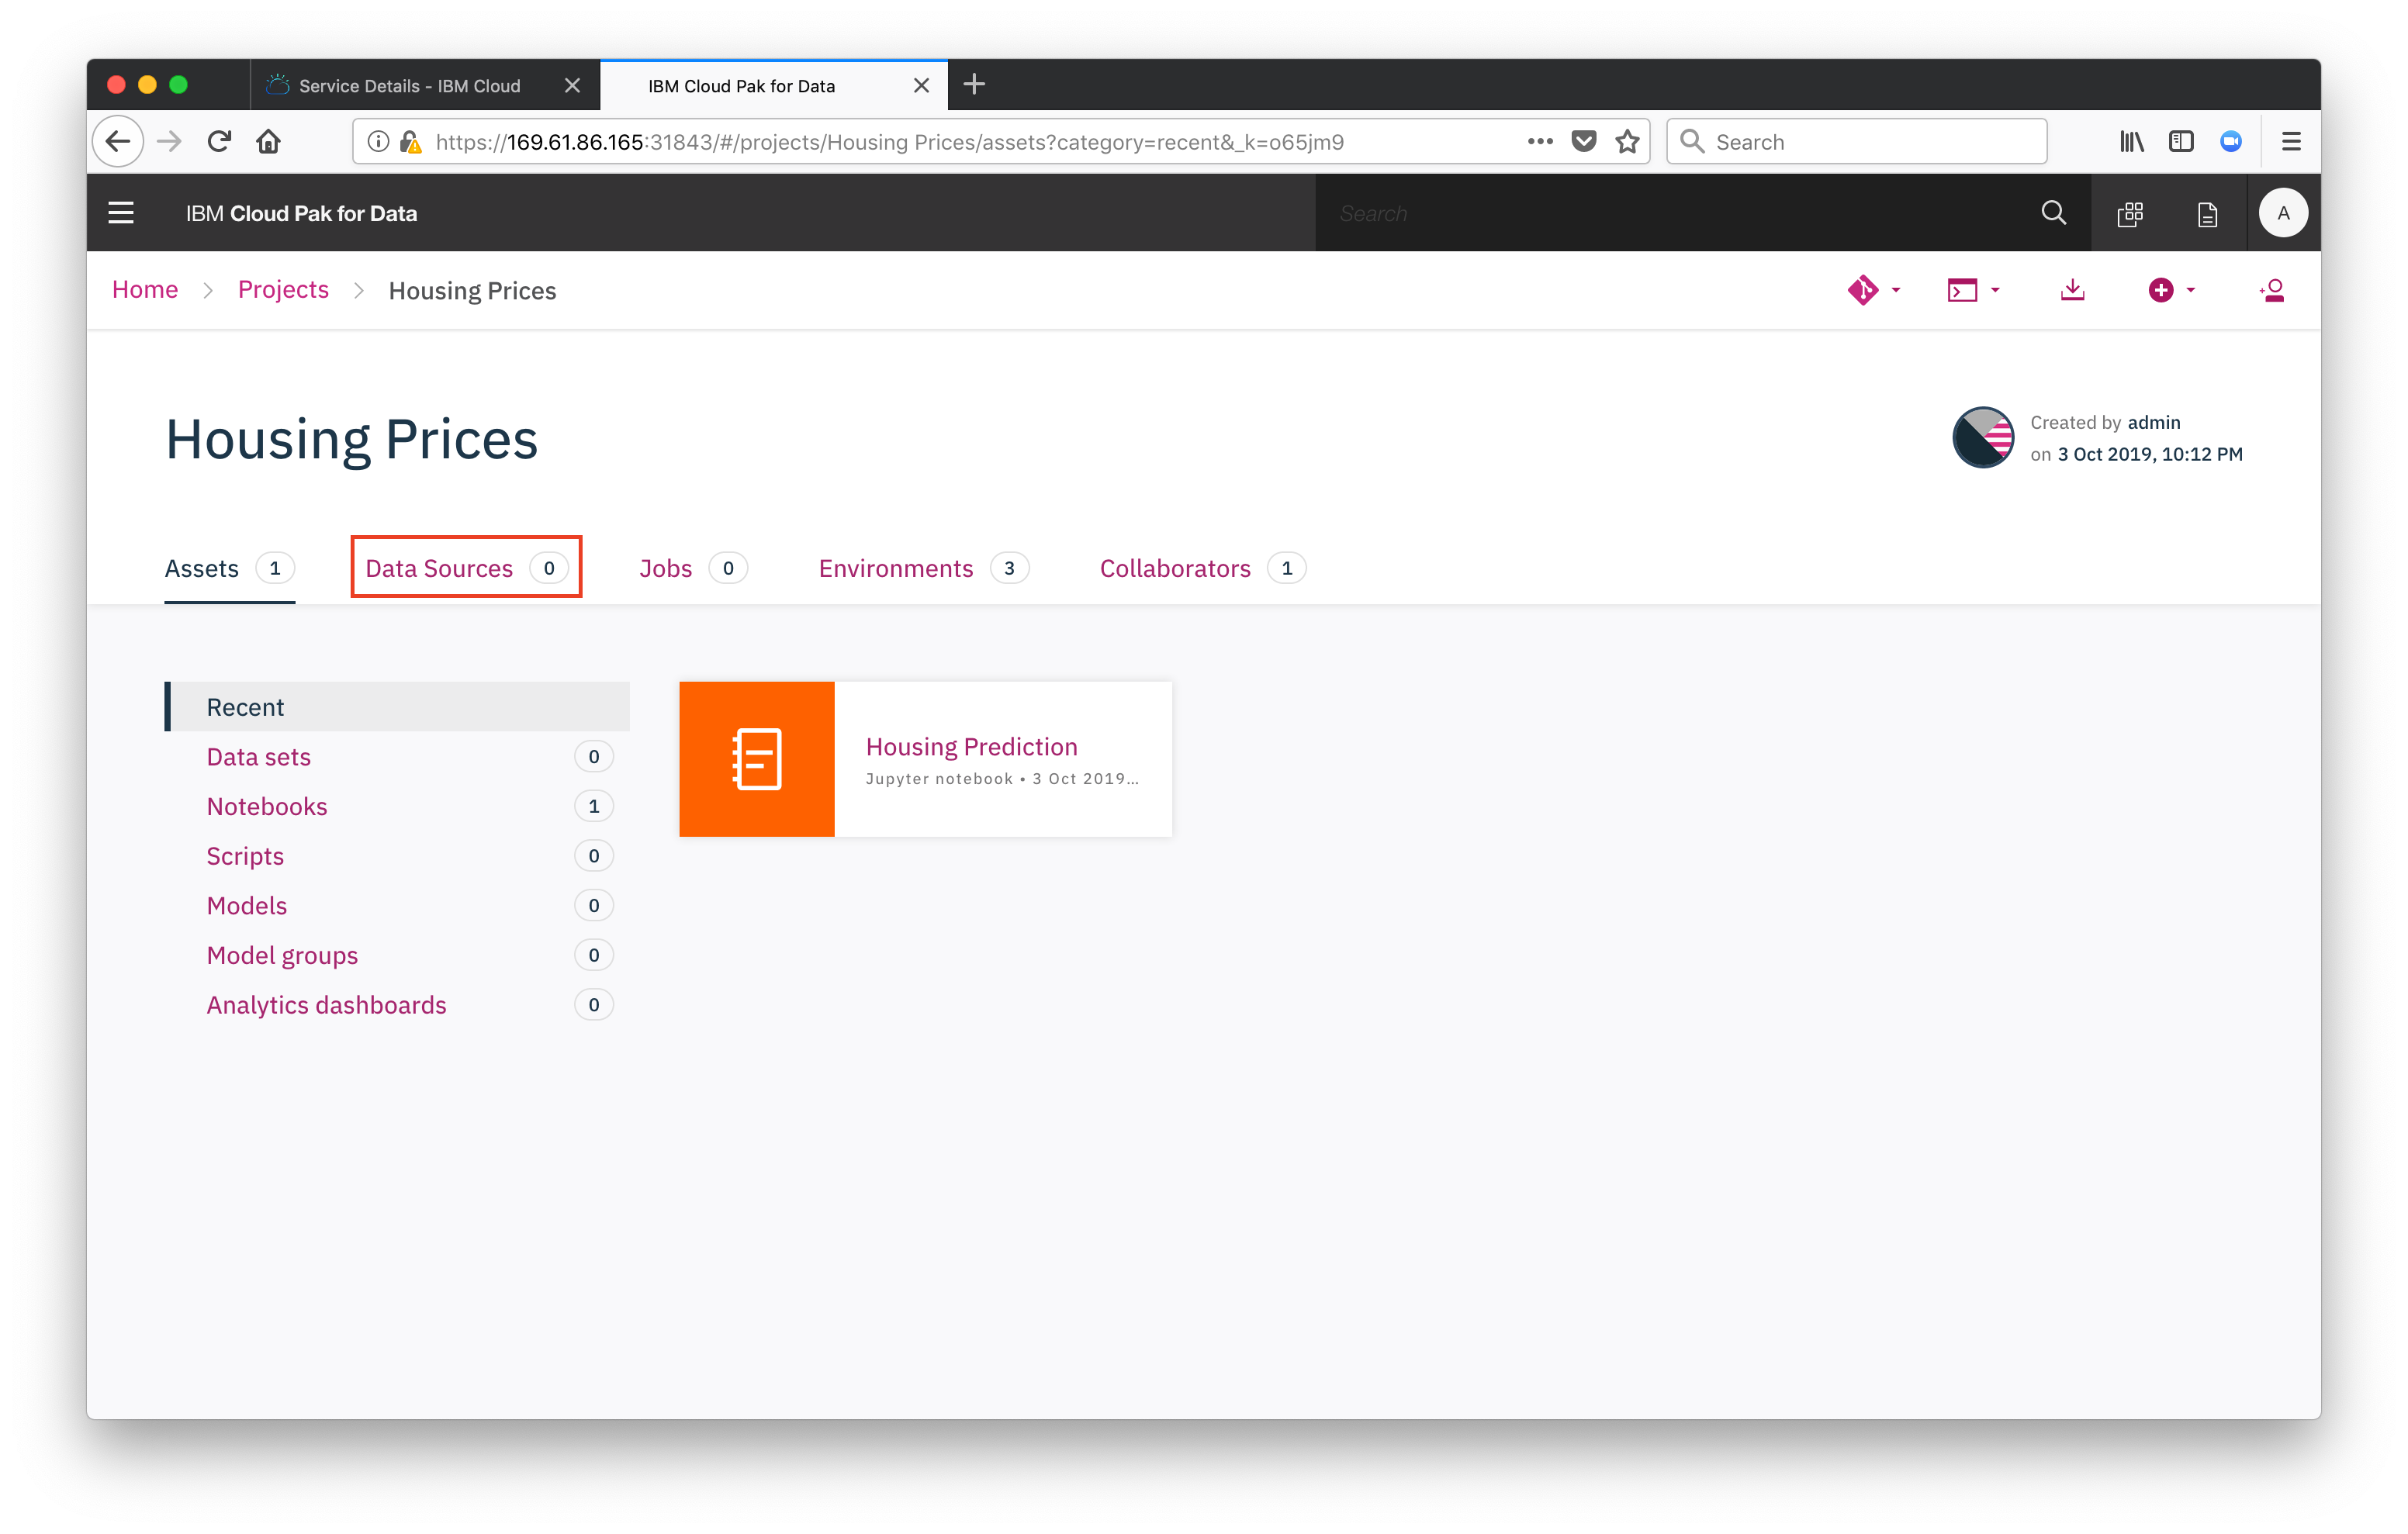 Service Details - IBM Cloud
IBM Cloud Pak for Data
https://169.61.86.165:31843/#/projects/Housing Prices/assets?category=recent&_k=o65jm9
Search
IBM Cloud Pak for Data
Search
A
Home > Projects > Housing Prices
Housing Prices
Created by admin
on 3 Oct 2019, 10:12 PM
Assets 1 Data Sources 0 Jobs 0 Environments 3 Collaborators 1
Recent
Data sets 0
Notebooks 1
Scripts 0
Models 0
Model groups 0
Analytics dashboards 0
Housing Prediction
Jupyter notebook • 3 Oct 2019...